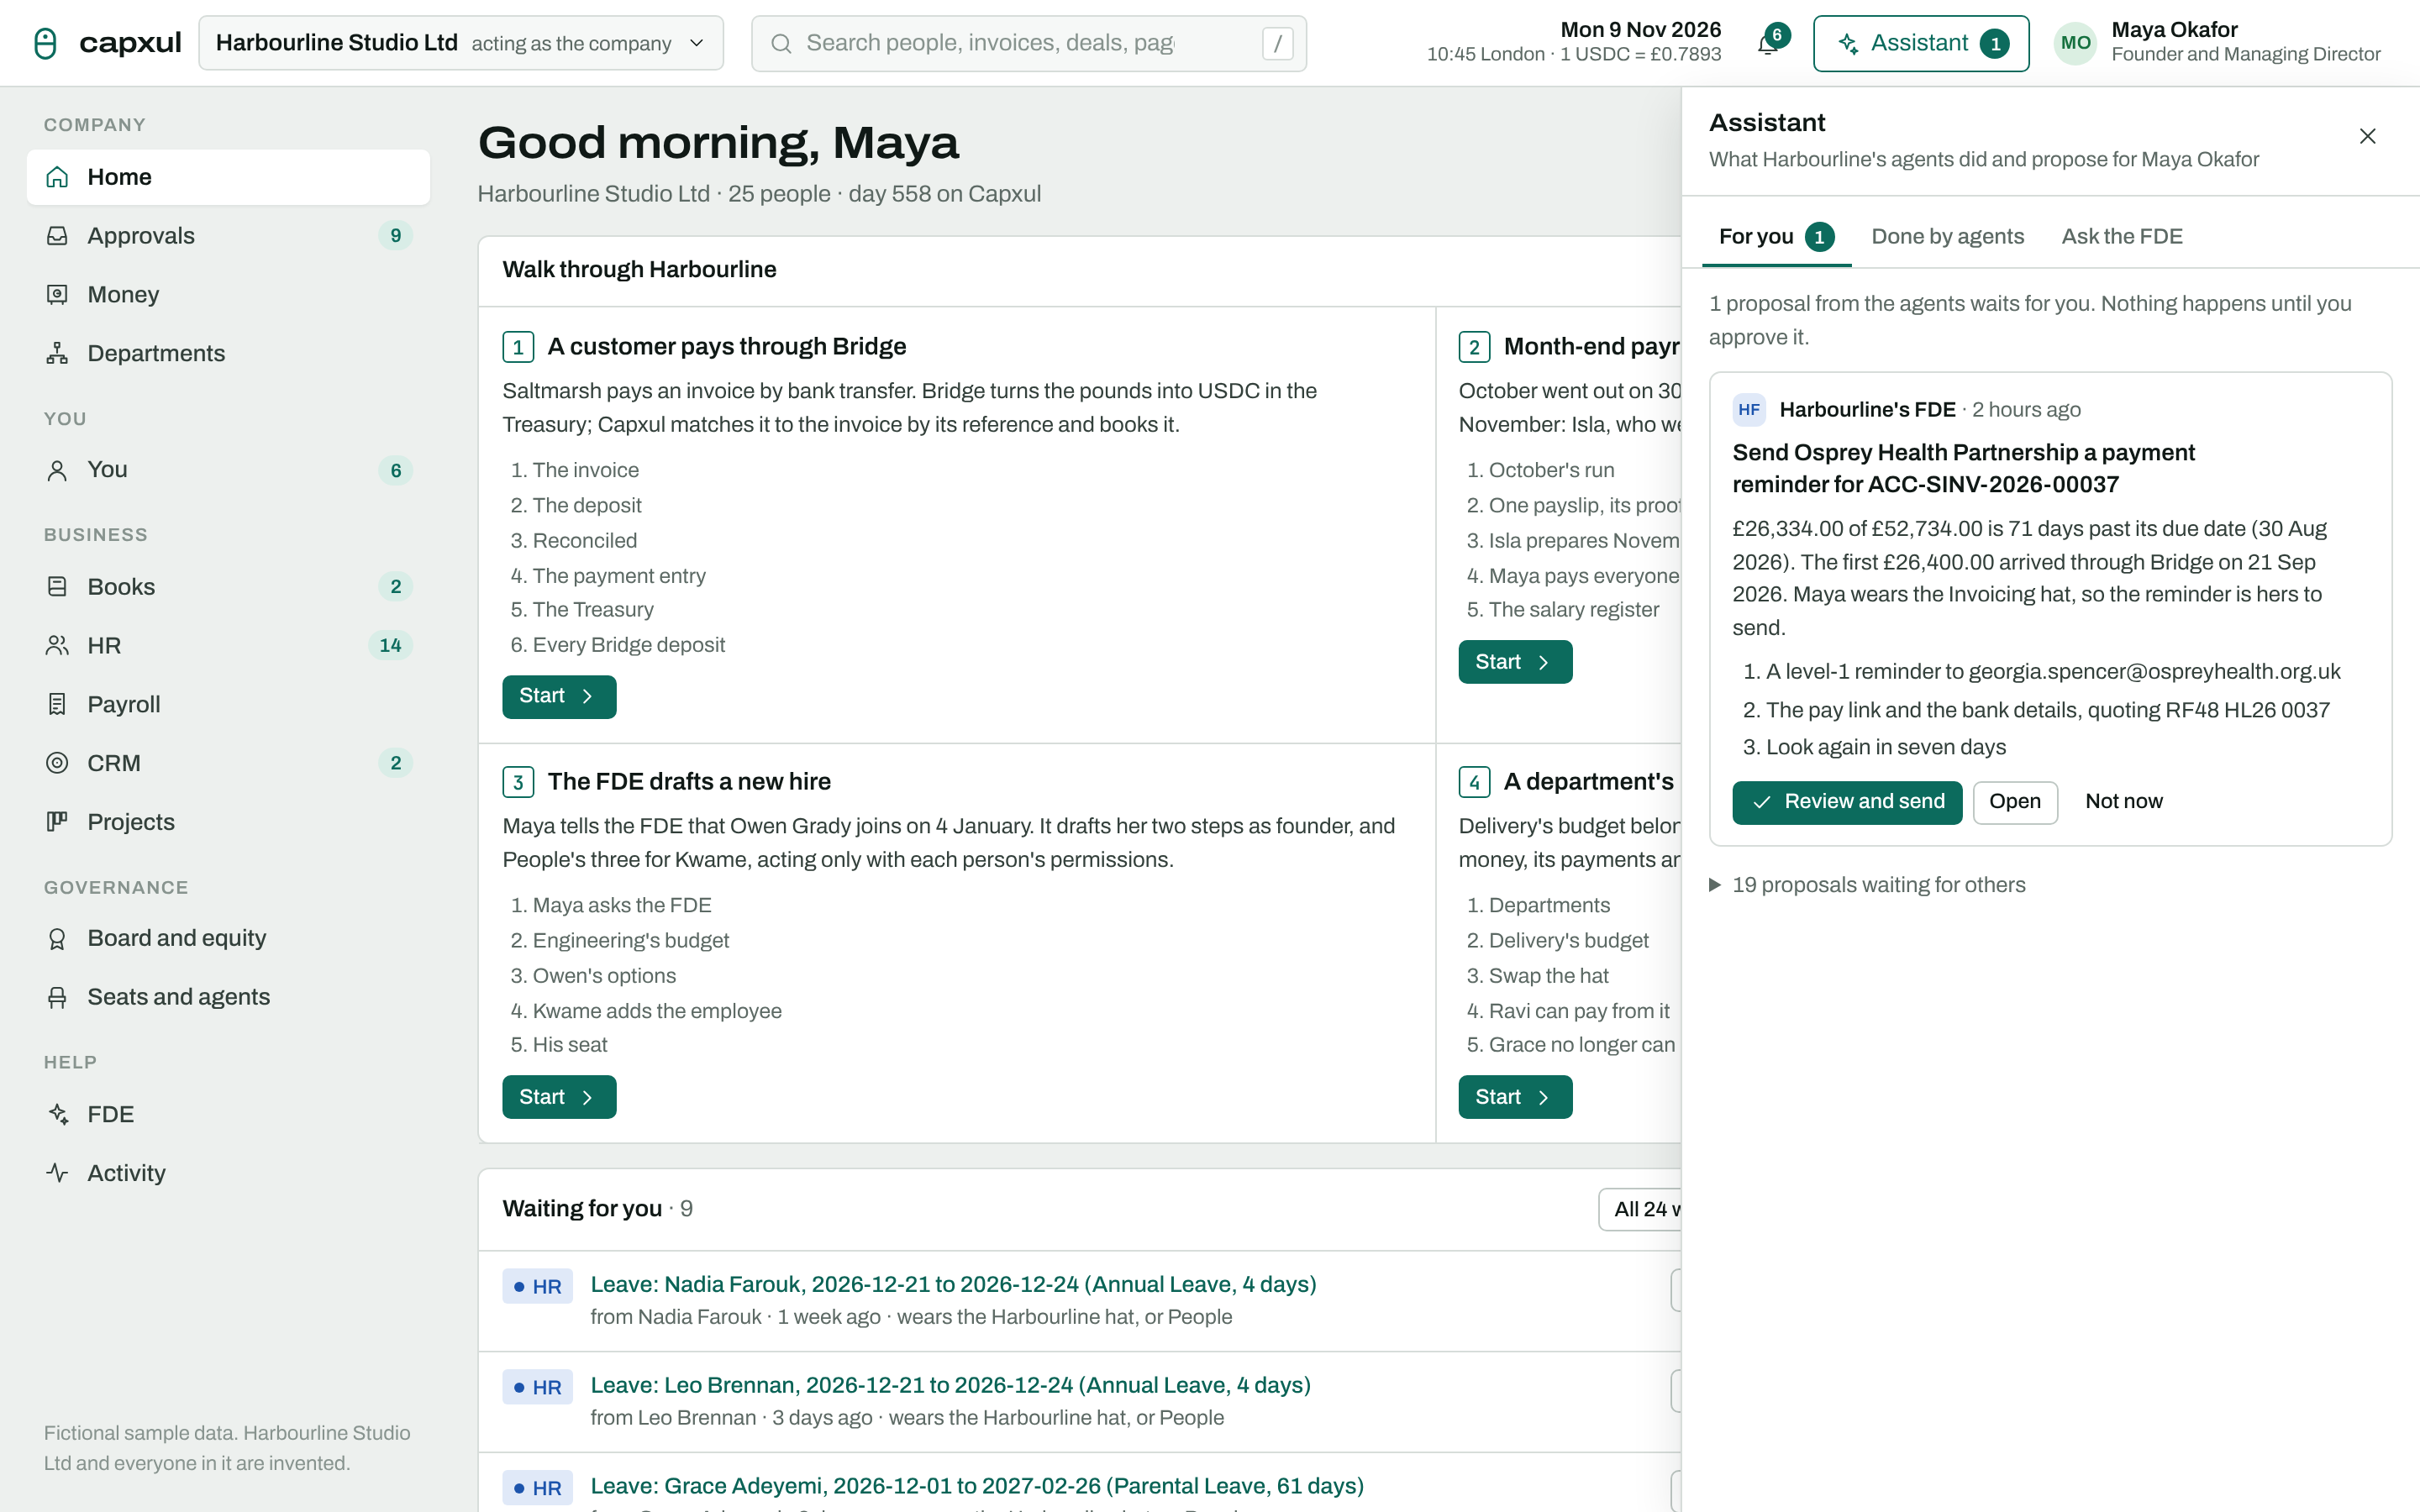 capxul
Harbourline Studio Ltd acting as the company
Search people, invoices, deals, pag
/
Mon 9 Nov 2026
10:45 London · 1 USDC = £0.7893
6
Assistant 1
MO
Maya Okafor
Founder and Managing Director
COMPANY
Home
Approvals 9
Money
Departments
YOU
You 6
BUSINESS
Books 2
HR 14
Payroll
CRM 2
Projects
GOVERNANCE
Board and equity
Seats and agents
HELP
FDE
Activity
Fictional sample data. Harbourline Studio
Ltd and everyone in it are invented.
Good morning, Maya
Harbourline Studio Ltd · 25 people · day 558 on Capxul
Walk through Harbourline
1 A customer pays through Bridge
Saltmarsh pays an invoice by bank transfer. Bridge turns the pounds into USDC in the
Treasury; Capxul matches it to the invoice by its reference and books it.
1. The invoice
2. The deposit
3. Reconciled
4. The payment entry
5. The Treasury
6. Every Bridge deposit
Start
2 Month-end payr
October went out on 30
November: Isla, who we
1. October's run
2. One payslip, its proof
3. Isla prepares Novem
4. Maya pays everyone
5. The salary register
Start
3 The FDE drafts a new hire
Maya tells the FDE that Owen Grady joins on 4 January. It drafts her two steps as founder, and
People's three for Kwame, acting only with each person's permissions.
1. Maya asks the FDE
2. Engineering's budget
3. Owen's options
4. Kwame adds the employee
5. His seat
Start
4 A department's
Delivery's budget belon
money, its payments an
1. Departments
2. Delivery's budget
3. Swap the hat
4. Ravi can pay from it
5. Grace no longer can
Start
Waiting for you · 9
All 24 w
HR
Leave: Nadia Farouk, 2026-12-21 to 2026-12-24 (Annual Leave, 4 days)
from Nadia Farouk · 1 week ago · wears the Harbourline hat, or People
HR
Leave: Leo Brennan, 2026-12-21 to 2026-12-24 (Annual Leave, 4 days)
from Leo Brennan · 3 days ago · wears the Harbourline hat, or People
HR
Leave: Grace Adeyemi, 2026-12-01 to 2027-02-26 (Parental Leave, 61 days)
Assistant
What Harbourline's agents did and propose for Maya Okafor
For you 1
Done by agents
Ask the FDE
1 proposal from the agents waits for you. Nothing happens until you
approve it.
HF Harbourline's FDE · 2 hours ago
Send Osprey Health Partnership a payment
reminder for ACC-SINV-2026-00037
£26,334.00 of £52,734.00 is 71 days past its due date (30 Aug
2026). The first £26,400.00 arrived through Bridge on 21 Sep
2026. Maya wears the Invoicing hat, so the reminder is hers to
send.
1. A level-1 reminder to georgia.spencer@ospreyhealth.org.uk
2. The pay link and the bank details, quoting RF48 HL26 0037
3. Look again in seven days
Review and send
Open
Not now
19 proposals waiting for others